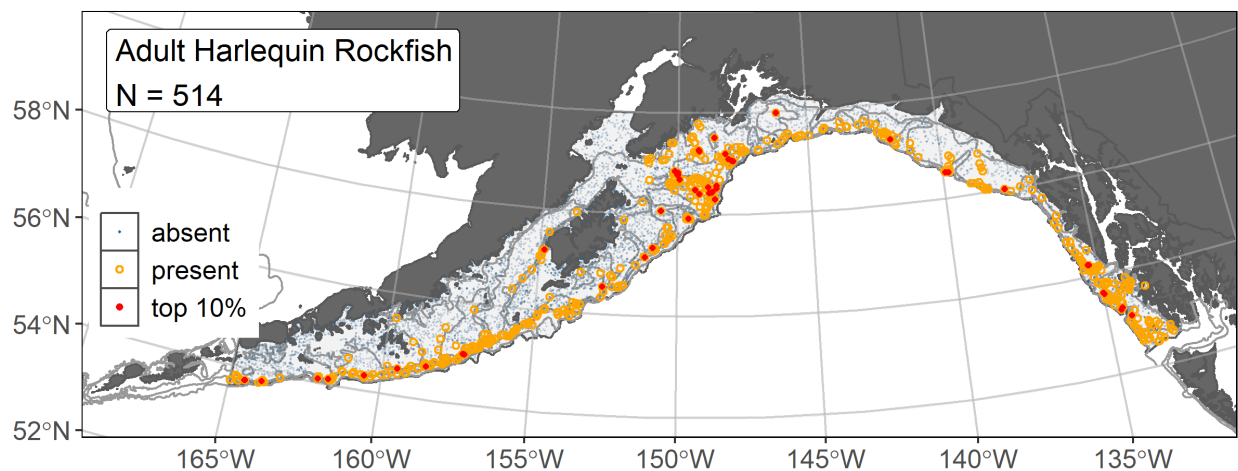 Adult Harlequin Rockfish
N = 514
58°N
56°N
54°N
52°N
absent
present
top 10%
165°W
160°W
155°W
150°W
145°W
140°W
135°W